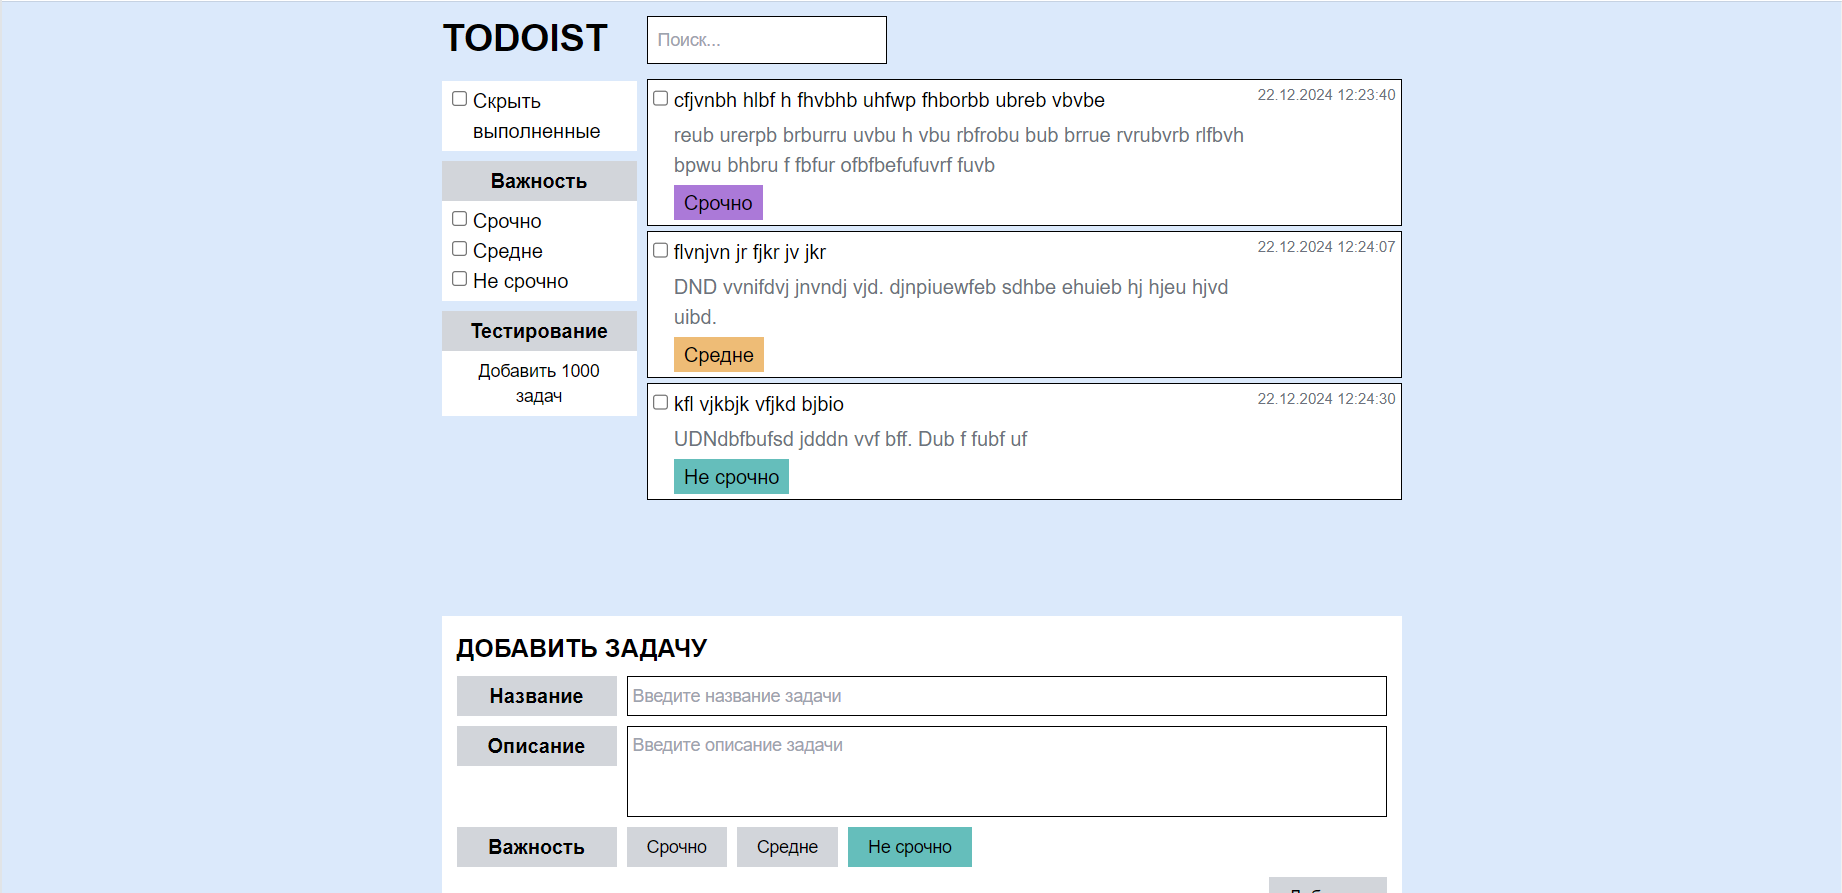 TODOIST
Поиск...
Скрыть
выполненные
Важность
Срочно
Средне
Не срочно
Тестирование
Добавить 1000
задач
cfjvnbh hlbf h fhvbhb uhfwp fhborbb ubreb vbvbe
22.12.2024 12:23:40
reub urerpb brburru uvbu h vbu rbfrobu bub brrue rvrubvrb rlfbvh
bpwu bhbru f fbfur ofbfbefufuvrf fuvb
Срочно
flvnjvn jr fjkr jv jkr
22.12.2024 12:24:07
DND vvnifdvj jnvndj vjd. djnpiuewfeb sdhbe ehuieb hj hjeu hjvd
uibd.
Средне
kfl vjkbjk vfjkd bjbio
22.12.2024 12:24:30
UDNdbfbufsd jdddn vvf bff. Dub f fubf uf
Не срочно
ДОБАВИТЬ ЗАДАЧУ
Название
Введите название задачи
Описание
Введите описание задачи
Важность
Срочно
Средне
Не срочно